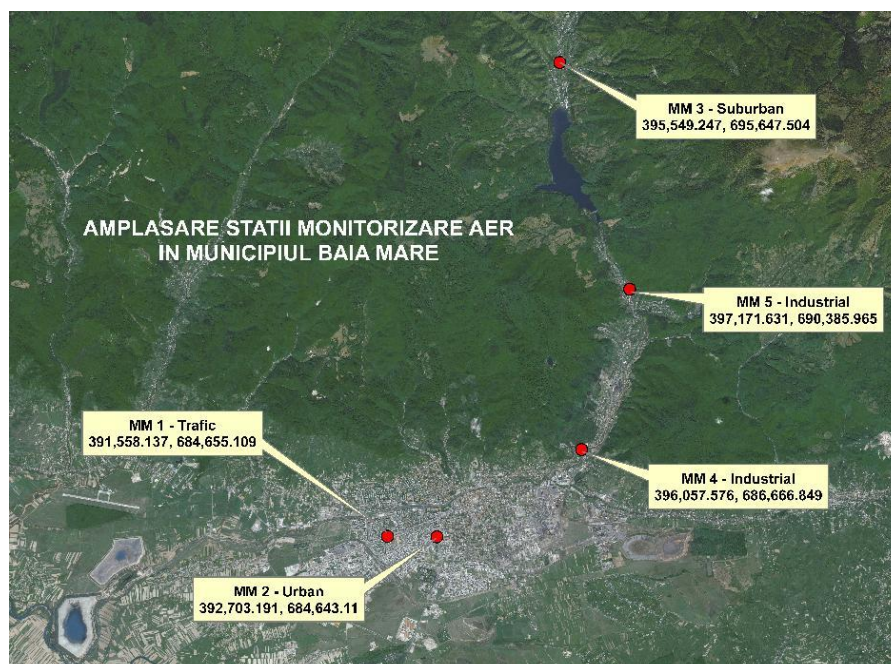 MM 3 - Suburban
395,549.247, 695,647.504
AMPLASARE STATII MONITORIZARE AER
IN MUNICIPIUL BAIA MARE
MM 5 - Industrial
397,171.631, 690,385.965
MM 1 - Trafic
391,558.137, 684,655.109
MM 4 - Industrial
396,057.576, 686,666.849
MM 2 - Urban
392,703.191, 684,643.11